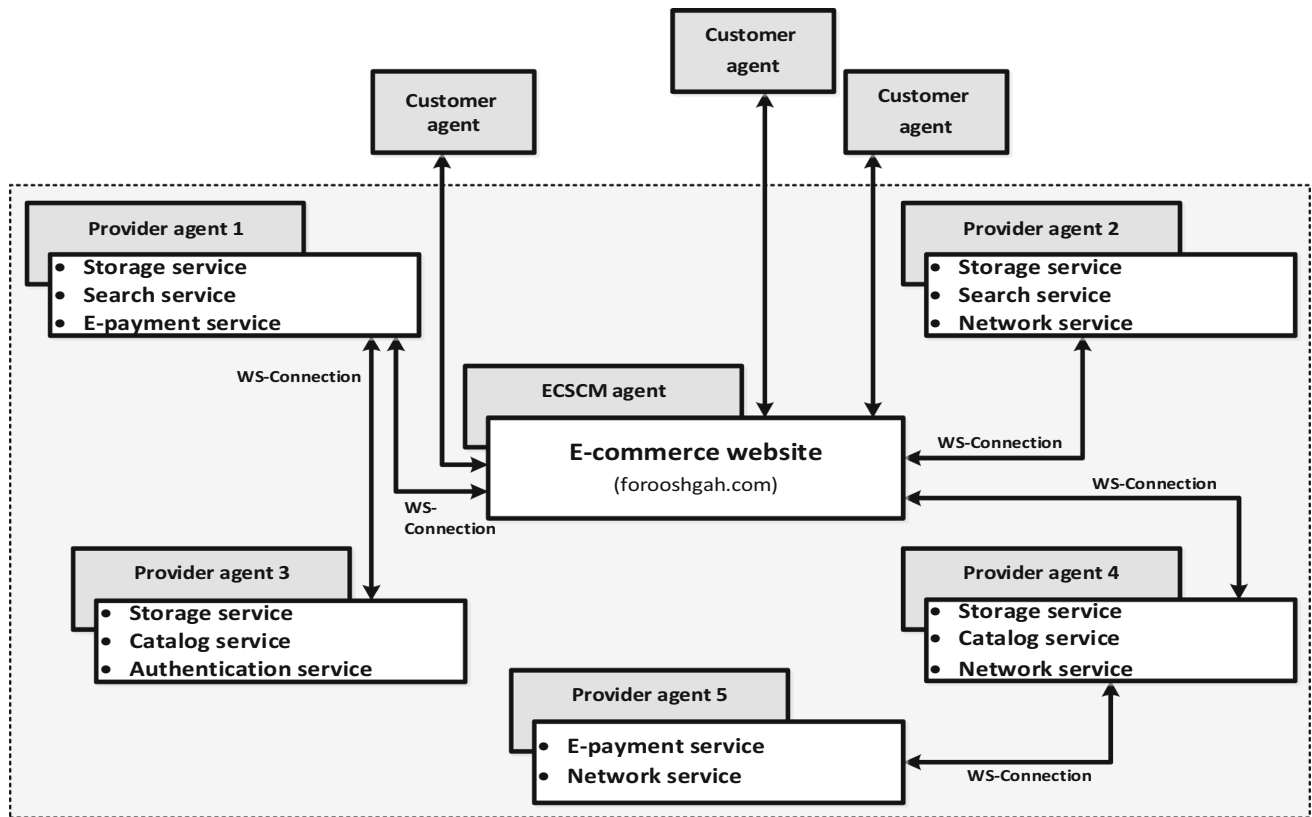 Customer
agent
Customer
agent
Customer
agent
Provider agent 1
• Storage service
• Search service
• E-payment service
Provider agent 2
• Storage service
• Search service
• Network service
WS-Connection
ECSCM agent
E-commerce website
(forooshgah.com)
WS-Connection
WS-Connection
WS-
Connection
Provider agent 3
• Storage service
• Catalog service
• Authentication service
Provider agent 4
• Storage service
• Catalog service
• Network service
Provider agent 5
• E-payment service
• Network service
WS-Connection